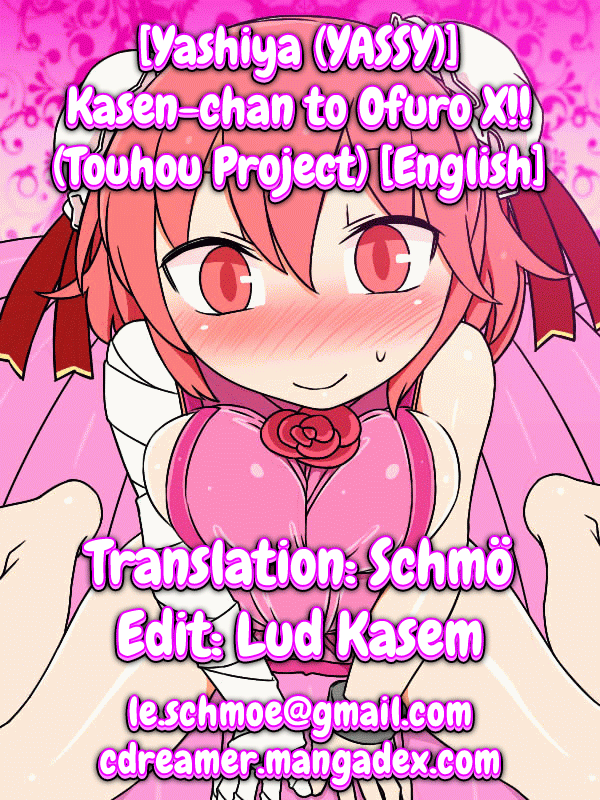 [Yashiya (YASSY)]
Kasen-chan to Ofuro X!!
(Touhou Project) [English]
Translation: Schmö
Edit: Lud Kasem
le.schmoe@gmail.com
cdreamer.mangadex.com